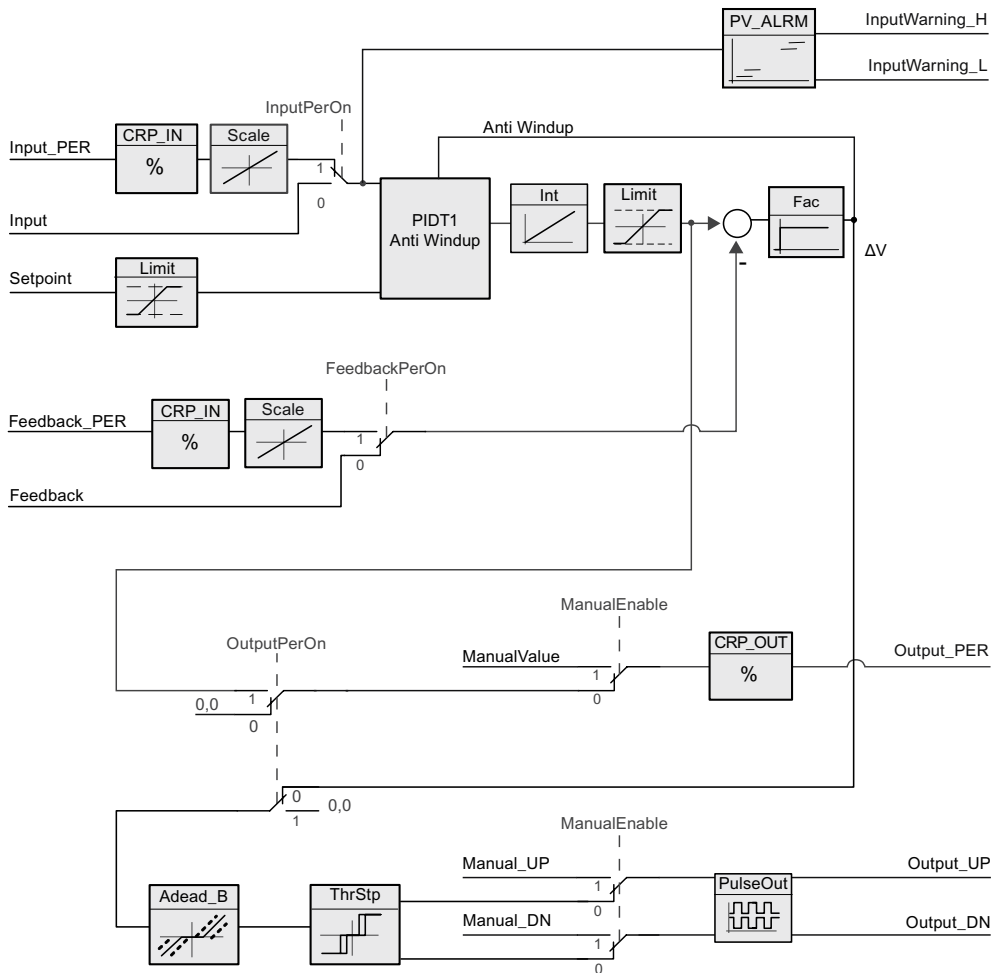 PV_ALRM
InputWarning_H
InputWarning_L
InputPerOn
Anti Windup
Input_PER
CRP_IN
%
Scale
1
0
Input
PIDT1
Anti Windup
Int
Limit
Fac
-
ΔV
Setpoint
Limit
FeedbackPerOn
Feedback_PER
CRP_IN
%
Scale
1
0
Feedback
ManualEnable
OutputPerOn
ManualValue
1
0
CRP_OUT
%
Output_PER
0,0
1
0
0
1
0,0
ManualEnable
Manual_UP
1
0
Output_UP
Adead_B
ThrStp
PulseOut
Manual_DN
1
0
Output_DN